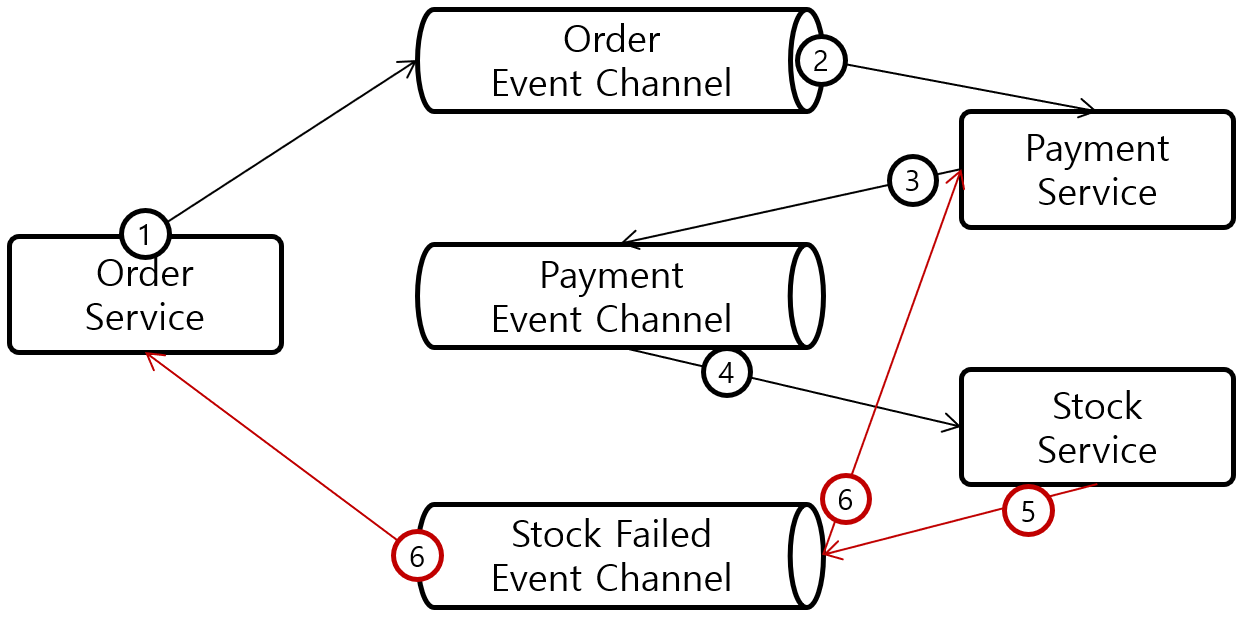 Order
Event Channel
2
Payment
Service
3
1
Order
Service
Payment
Event Channel
4
Stock
Service
6
5
Stock Failed
Event Channel
6